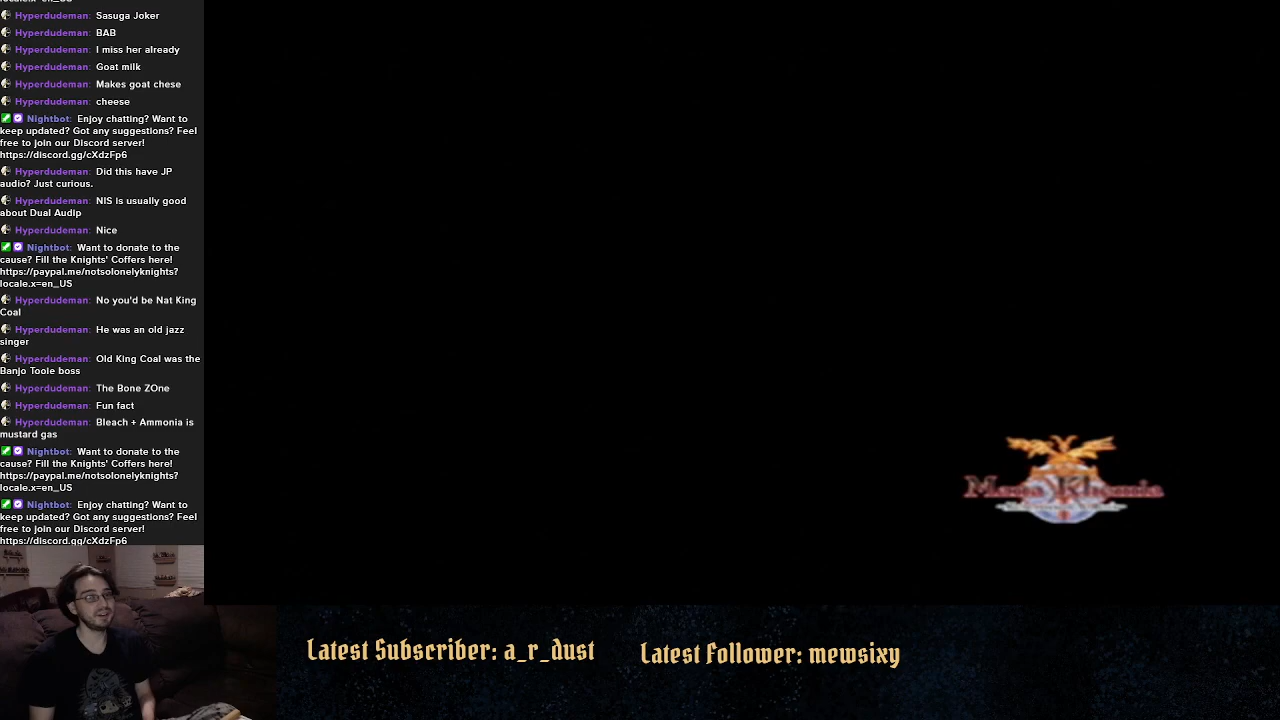 locale.x=en_US
Hyperdudeman: Sasuga Joker
Hyperdudeman: BAB
Hyperdudeman: I miss her already
Hyperdudeman: Goat milk
Hyperdudeman: Makes goat chese
Hyperdudeman: cheese
Nightbot: Enjoy chatting? Want to
keep updated? Got any suggestions? Feel
free to join our Discord server!
https://discord.gg/cXdzFp6
Hyperdudeman: Did this have JP
audio? Just curious.
Hyperdudeman: NIS is usually good
about Dual Audip
Hyperdudeman: Nice
Nightbot: Want to donate to the
cause? Fill the Knights' Coffers here!
https://paypal.me/notsolonelyknights?
locale.x=en_US
Hyperdudeman: No you'd be Nat King
Coal
Hyperdudeman: He was an old jazz
singer
Hyperdudeman: Old KIng Coal was the
Banjo Toole boss
Hyperdudeman: The Bone ZOne
Hyperdudeman: Fun fact
Hyperdudeman: Bleach + Ammonia is
mustard gas
Nightbot: Want to donate to the
cause? Fill the Knights' Coffers here!
https://paypal.me/notsolonelyknights?
locale.x=en_US
Nightbot: Enjoy chatting? Want to
keep updated? Got any suggestions? Feel
free to join our Discord server!
https://discord.gg/cXdzFp6
Mana Khemia
Latest Subscriber: a_r_dust
Latest Follower: mewsixy